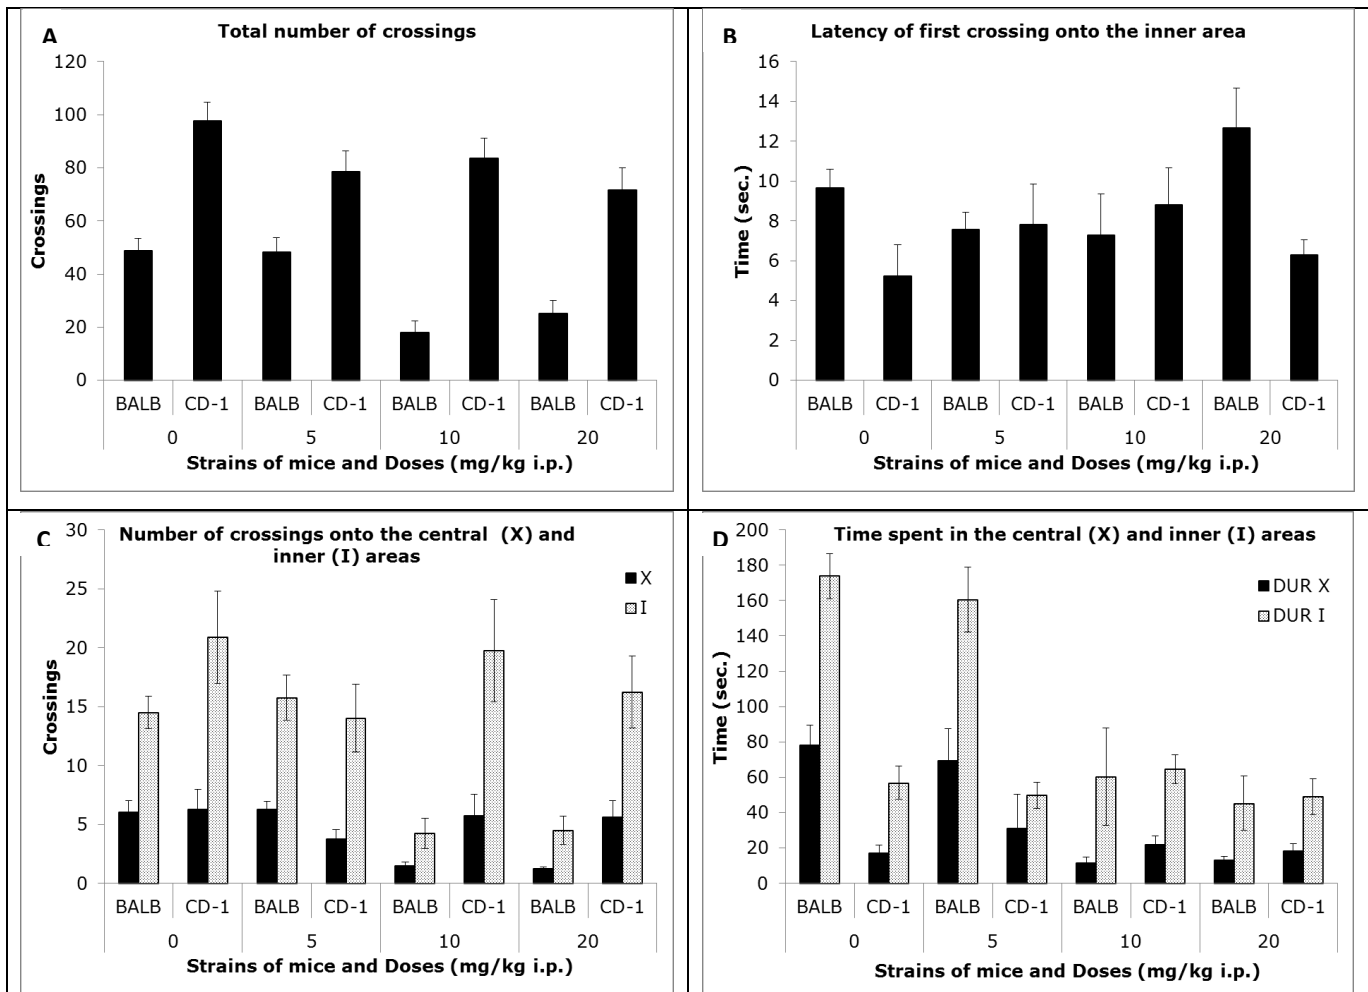 A
Total number of crossings
Crossings
120
100
80
60
40
20
0
BALB CD-1 BALB CD-1 BALB CD-1 BALB CD-1
0 5 10 20
Strains of mice and Doses (mg/kg i.p.)
B
Latency of first crossing onto the inner area
Time (sec.)
16
14
12
10
8
6
4
2
0
BALB CD-1 BALB CD-1 BALB CD-1 BALB CD-1
0 5 10 20
Strains of mice and Doses (mg/kg i.p.)
C
Number of crossings onto the central (X) and
inner (I) areas
X
I
Crossings
30
25
20
15
10
5
0
BALB CD-1 BALB CD-1 BALB CD-1 BALB CD-1
0 5 10 20
Strains of mice and Doses (mg/kg i.p.)
D
Time spent in the central (X) and inner (I) areas
DUR X
DUR I
Time (sec.)
200
180
160
140
120
100
80
60
40
20
0
BALB CD-1 BALB CD-1 BALB CD-1 BALB CD-1
0 5 10 20
Strains of mice and Doses (mg/kg i.p.)